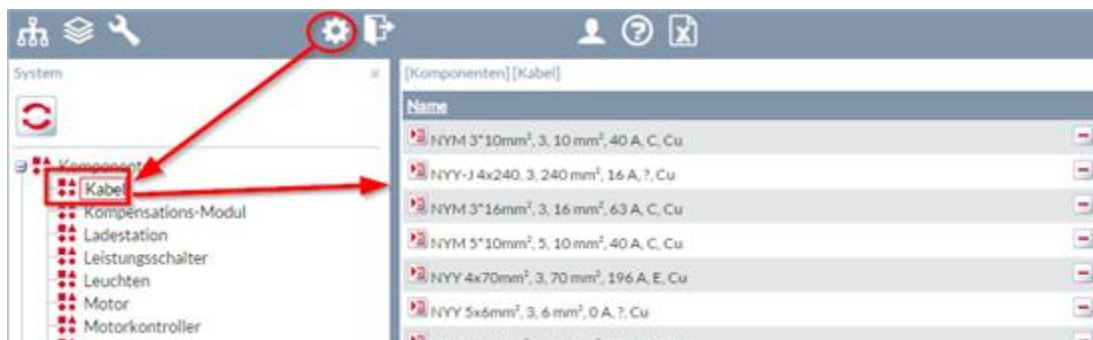 System
[Komponenten] [Kabel]
Name
NYM 3*10mm², 3, 10 mm², 40 A, C, Cu
NYY-J 4x240. 3, 240 mm², 16 A, ?, Cu
NYM 3*16mm², 3, 16 mm², 63 A, C, Cu
NYM 5*10mm², 5, 10 mm², 40 A, C, Cu
NYY 4x70mm², 3, 70 mm², 196 A, E, Cu
NYY 5x6mm², 3, 6 mm², 0 A, ?, Cu
Kabel
Kompensations-Modul
Ladestation
Leistungsschalter
Leuchten
Motor
Motorkontroller